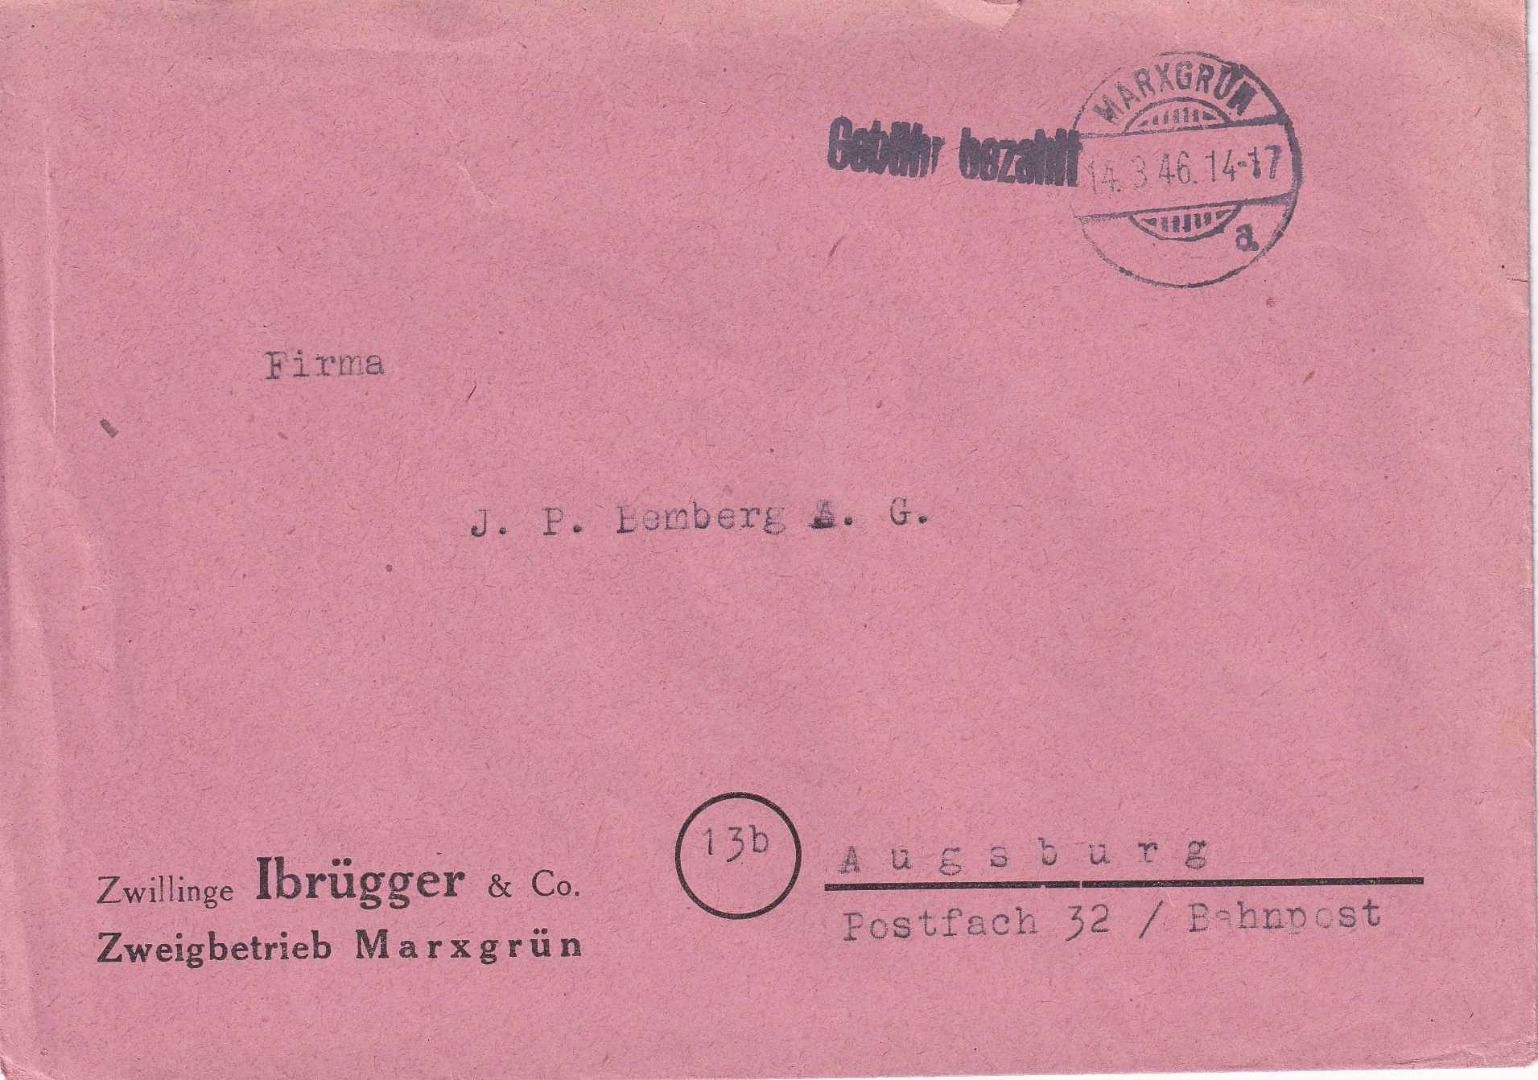 MARXGRÜN
Gebühr bezahlt
14. 3 46. 14-17
a
Firma
J. P. Bemberg A. G.
13b
Augsburg
Postfach 32 / Bahnpost
Zwillinge Ibrügger & Co.
Zweigbetrieb Marxgrün